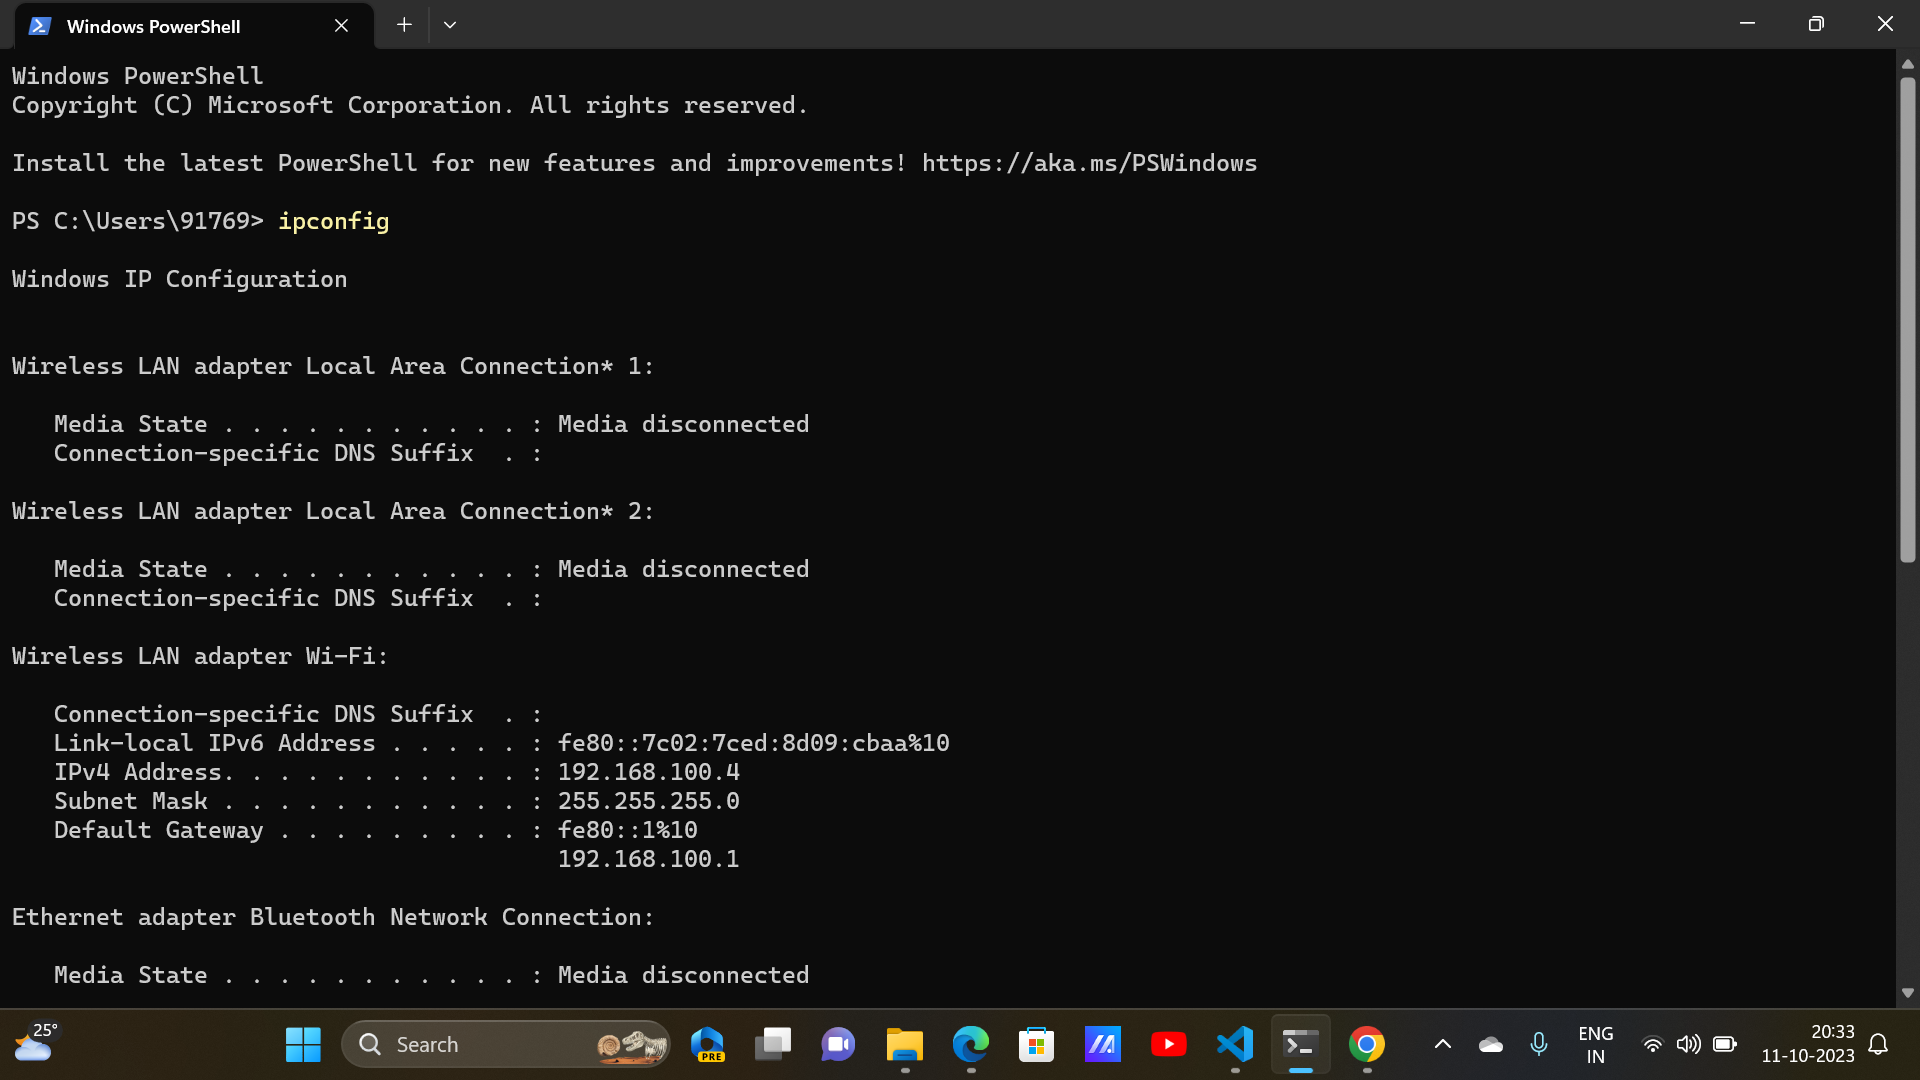 Windows PowerShell
Windows PowerShell
Copyright (C) Microsoft Corporation. All rights reserved.
Install the latest PowerShell for new features and improvements! https://aka.ms/PSWindows
PS C:\Users\91769> ipconfig
Windows IP Configuration
Wireless LAN adapter Local Area Connection* 1:
   Media State . . . . . . . . . . . : Media disconnected
   Connection-specific DNS Suffix  . :
Wireless LAN adapter Local Area Connection* 2:
   Media State . . . . . . . . . . . : Media disconnected
   Connection-specific DNS Suffix  . :
Wireless LAN adapter Wi-Fi:
   Connection-specific DNS Suffix  . :
   Link-local IPv6 Address . . . . . : fe80::7c02:7ced:8d09:cbaa%10
   IPv4 Address. . . . . . . . . . . : 192.168.100.4
   Subnet Mask . . . . . . . . . . . : 255.255.255.0
   Default Gateway . . . . . . . . . : fe80::1%10
                                       192.168.100.1
Ethernet adapter Bluetooth Network Connection:
   Media State . . . . . . . . . . . : Media disconnected
25°
Search
PRE
ENG
IN
20:33
11-10-2023